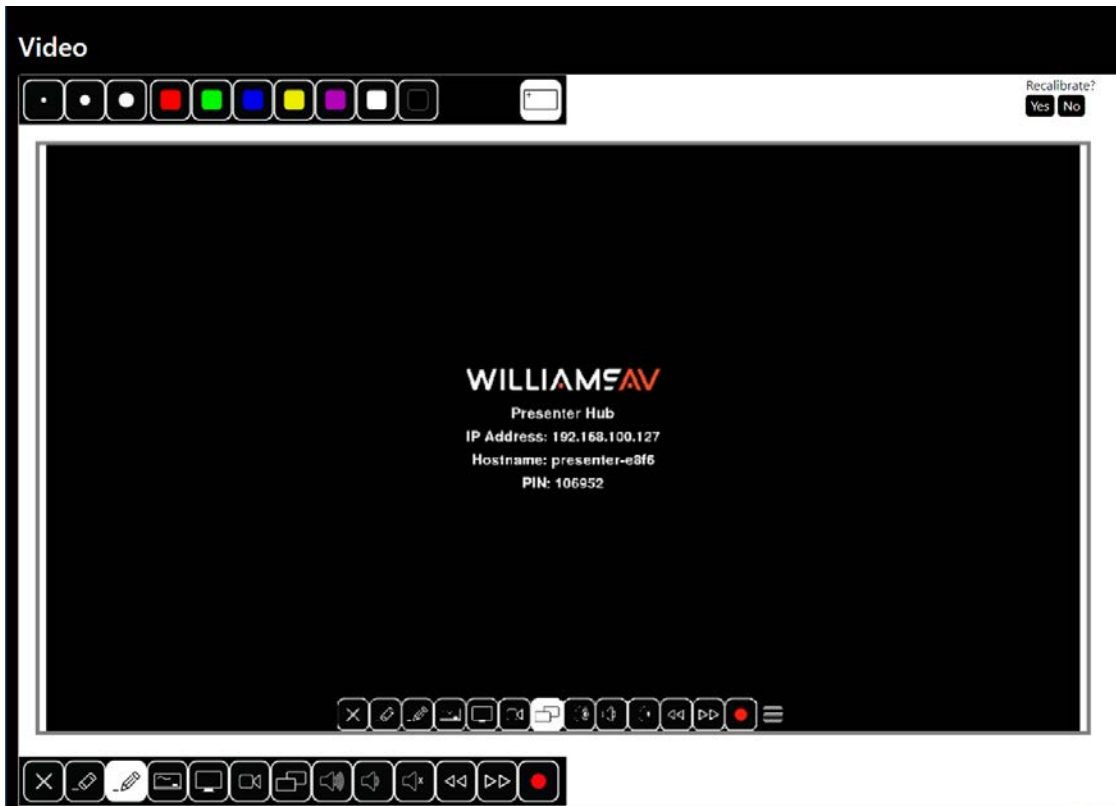 Video
Recalibrate?
Yes No
WILLIAMSAV
Presenter Hub
IP Address: 192.168.100.127
Hostname: presenter-e8f6
PIN: 106952